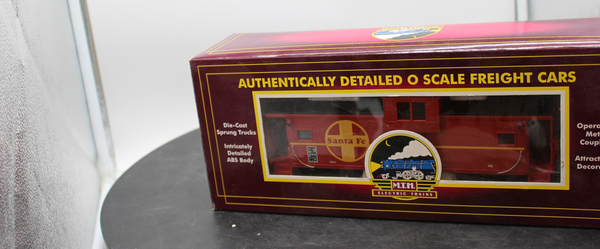 AUTHENTICALLY DETAILED O SCALE FREIGHT CARS
Die-Cast
Sprung Trucks
Intricately
Detailed
ABS Body
Santa Fe
M.T.H.
ELECTRIC TRAINS
Opera
Met
Coupl
Attract
Decora